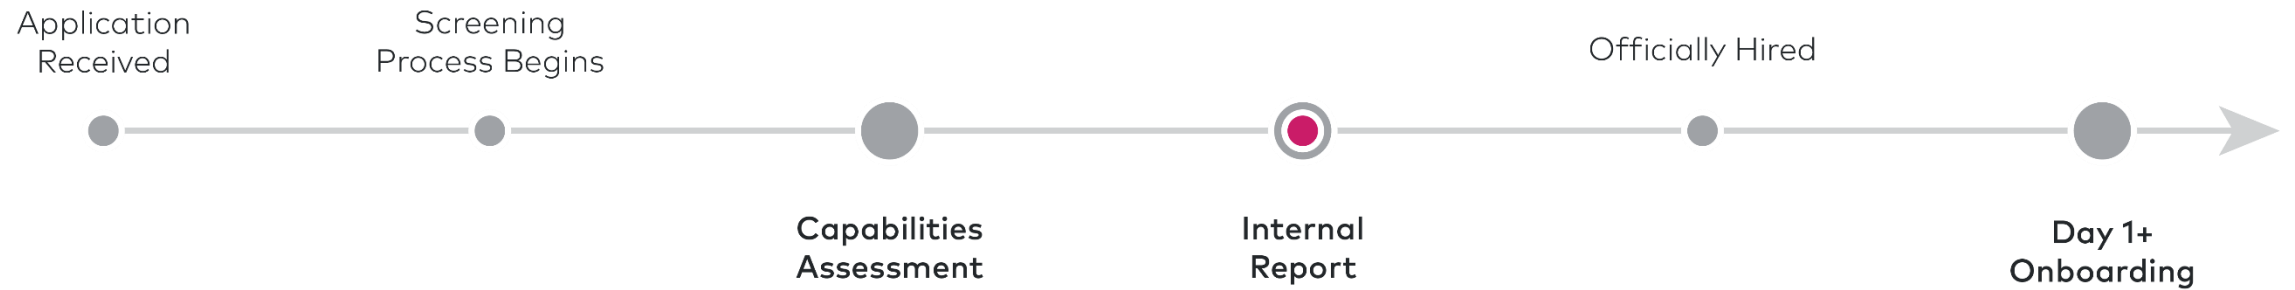 Application
Received
Screening
Process Begins
Capabilities
Assessment
Internal
Report
Officially Hired
Day 1+
Onboarding